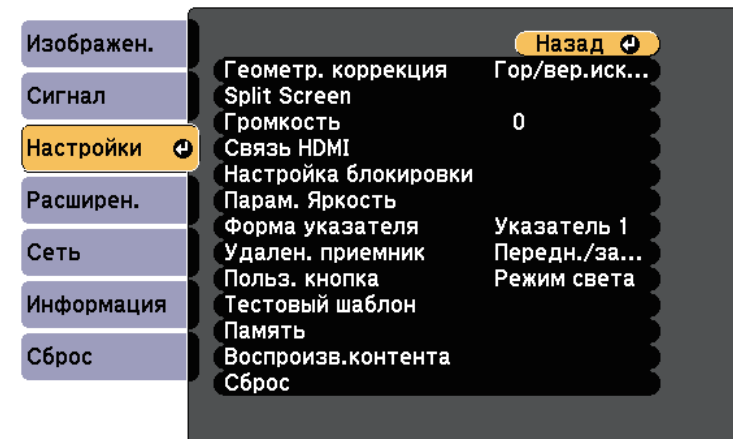 Изображен.
Сигнал
Настройки
Расширен.
Сеть
Информация
Сброс
Назад
Геометр. коррекция Гор/вер.иск...
Split Screen
Громкость 0
Связь HDMI
Настройка блокировки
Парам. Яркость
Форма указателя Указатель 1
Удален. приемник Передн./за...
Польз. кнопка Режим света
Тестовый шаблон
Память
Воспроизв.контента
Сброс